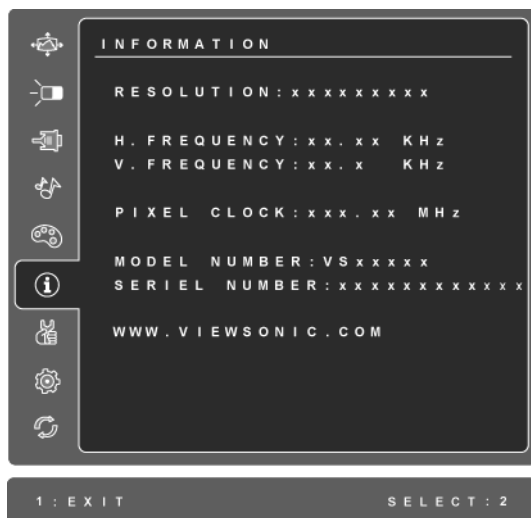 INFORMATION
RESOLUTION:xxxxxxxxx
H. FREQUENCY:xx.xx KHz
V. FREQUENCY:xx.x KHz
PIXEL CLOCK:xxx.xx MHz
MODEL NUMBER:VSxxxxx
SERIEL NUMBER:xxxxxxxxxxxx
WWW.VIEWSONIC.COM
1:EXIT SELECT:2